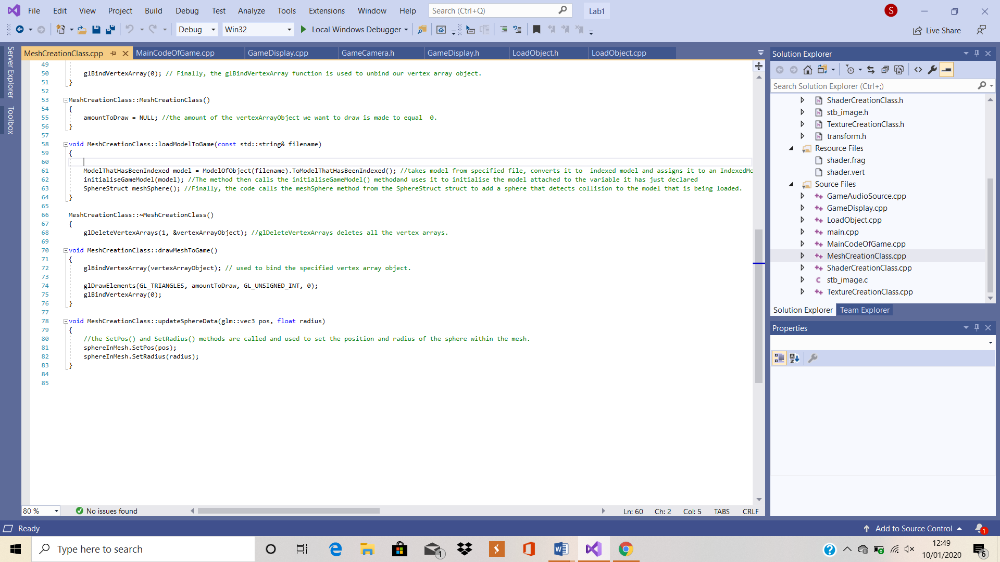 File Edit View Project Build Debug Test Analyze Tools Extensions Window Help Search (Ctrl+Q) Lab1 S
Debug Win32 Local Windows Debugger Live Share
Server Explorer
Toolbox
MeshCreationClass.cpp MainCodeOfGame.cpp GameDisplay.cpp GameCamera.h GameDisplay.h LoadObject.h LoadObject.cpp
49
50 glBindVertexArray(0); // Finally, the glBindVertexArray function is used to unbind our vertex array object.
51 }
52
53 MeshCreationClass::MeshCreationClass()
54 {
55 amountToDraw = NULL; //the amount of the vertexArrayObject we want to draw is made to equal  0.
56 }
57
58 void MeshCreationClass::loadModelToGame(const std::string& filename)
59 {
60
61 ModelThatHasBeenIndexed model = ModelOfObject(filename).ToModelThatHasBeenIndexed(); //takes model from specified file, converts it to  indexed model and assigns it to an IndexedMo
62 initialiseGameModel(model); //The method then calls the initialiseGameModel() methodand uses it to initialise the model attached to the variable it has just declared
63 SphereStruct meshSphere(); //Finally, the code calls the meshSphere method from the SphereStruct struct to add a sphere that detects collision to the model that is being loaded.
64 }
65
66 MeshCreationClass::~MeshCreationClass()
67 {
68 glDeleteVertexArrays(1, &vertexArrayObject); //glDeleteVertexArrays deletes all the vertex arrays.
69
70 void MeshCreationClass::drawMeshToGame()
71 {
72 glBindVertexArray(vertexArrayObject); // used to bind the specified vertex array object.
73
74 glDrawElements(GL_TRIANGLES, amountToDraw, GL_UNSIGNED_INT, 0);
75 glBindVertexArray(0);
76 }
77
78 void MeshCreationClass::updateSphereData(glm::vec3 pos, float radius)
79 {
80 //the SetPos() and SetRadius() methods are called and used to set the position and radius of the sphere within the mesh.
81 sphereInMesh.SetPos(pos);
82 sphereInMesh.SetRadius(radius);
83 }
84
85
80 % No issues found Ln: 60 Ch: 2 Col: 5 TABS CRLF
Solution Explorer
Search Solution Explorer (Ctrl+;)
ShaderCreationClass.h
stb_image.h
TextureCreationClass.h
transform.h
Resource Files
shader.frag
shader.vert
Source Files
GameAudioSource.cpp
GameDisplay.cpp
LoadObject.cpp
main.cpp
MainCodeOfGame.cpp
MeshCreationClass.cpp
ShaderCreationClass.cpp
stb_image.c
TextureCreationClass.cpp
Solution Explorer Team Explorer
Properties
Ready Add to Source Control 1
Type here to search 1 12:49
10/01/2020 6